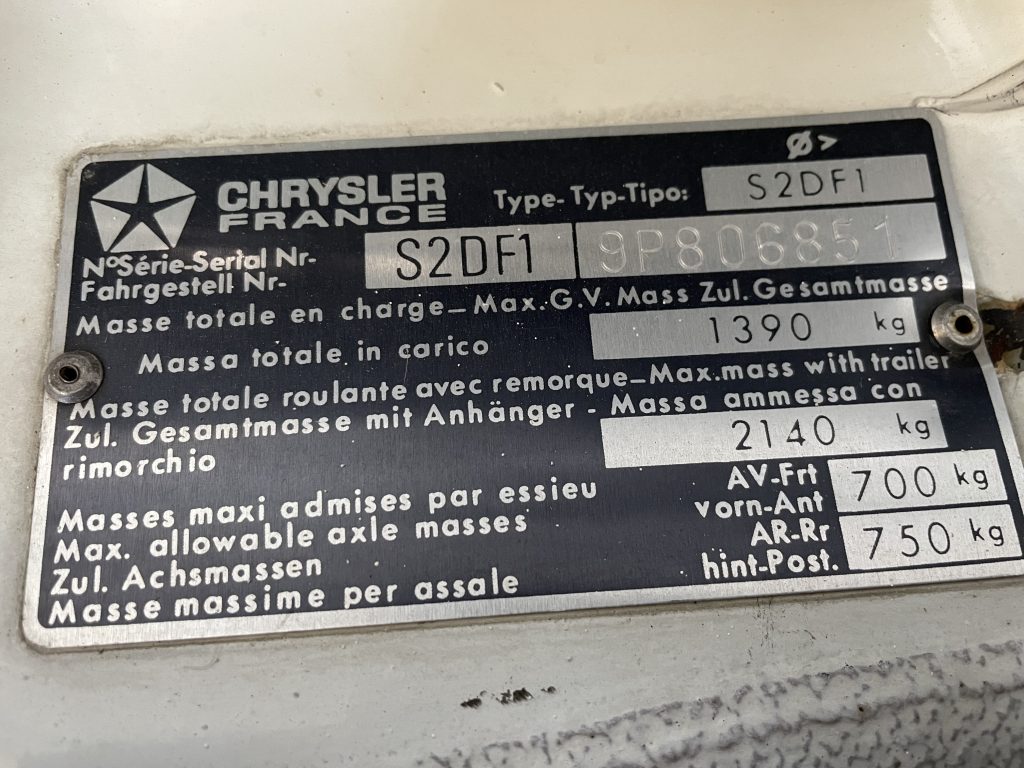 CHRYSLER
FRANCE
Type-Typ-Tipo: S2DF1
NºSérie-Serial Nr-
Fahrgestell Nr-
S2DF1 9P806851
Masse totale en charge–Max.G.V.Mass Zul.Gesamtmasse
Massa totale in carico 1390 kg
Masse totale roulante avec remorque–Max.mass with trailer
Zul. Gesamtmasse mit Anhänger - Massa ammessa con
rimorchio 2140 kg
Masses maxi admises par essieu
Max. allowable axle masses
Zul. Achsmassen
Masse massime per assale
AV-Frt
vorn-Ant 700 kg
AR-Rr
hint-Post. 750 kg